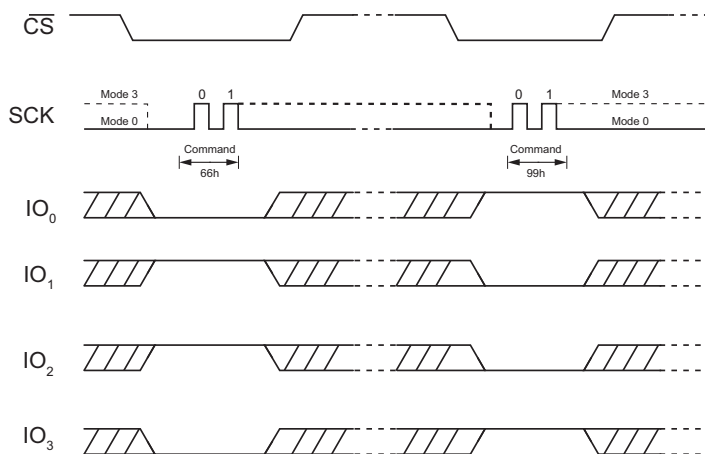 CS
Mode 3 0 1 0 1 Mode 3
SCK
Mode 0 Mode 0
Command Command
66h 99h
IO0
IO1
IO2
IO3